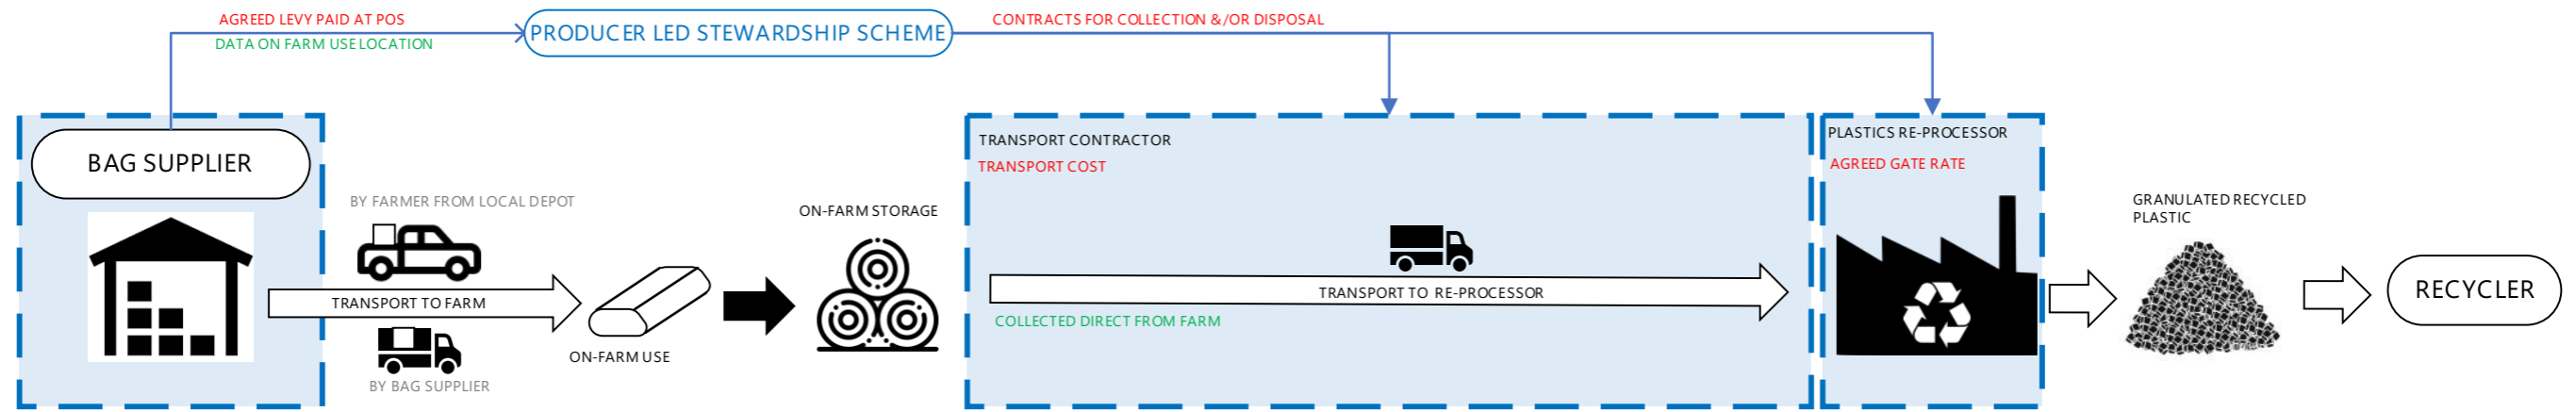 AGREED LEVY PAID AT POS
DATA ON FARM USE LOCATION
PRODUCER LED STEWARDSHIP SCHEME
CONTRACTS FOR COLLECTION &/OR DISPOSAL
BAG SUPPLIER
BY FARMER FROM LOCAL DEPOT
TRANSPORT TO FARM
BY BAG SUPPLIER
ON-FARM USE
ON-FARM STORAGE
TRANSPORT CONTRACTOR
TRANSPORT COST
TRANSPORT TO RE-PROCESSOR
COLLECTED DIRECT FROM FARM
PLASTICS RE-PROCESSOR
AGREED GATE RATE
GRANULATED RECYCLED
PLASTIC
RECYCLER